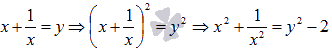 x + 1/x = y ⇒ (x + 1/x)² = y² ⇒ x² + 1/x² = y² − 2